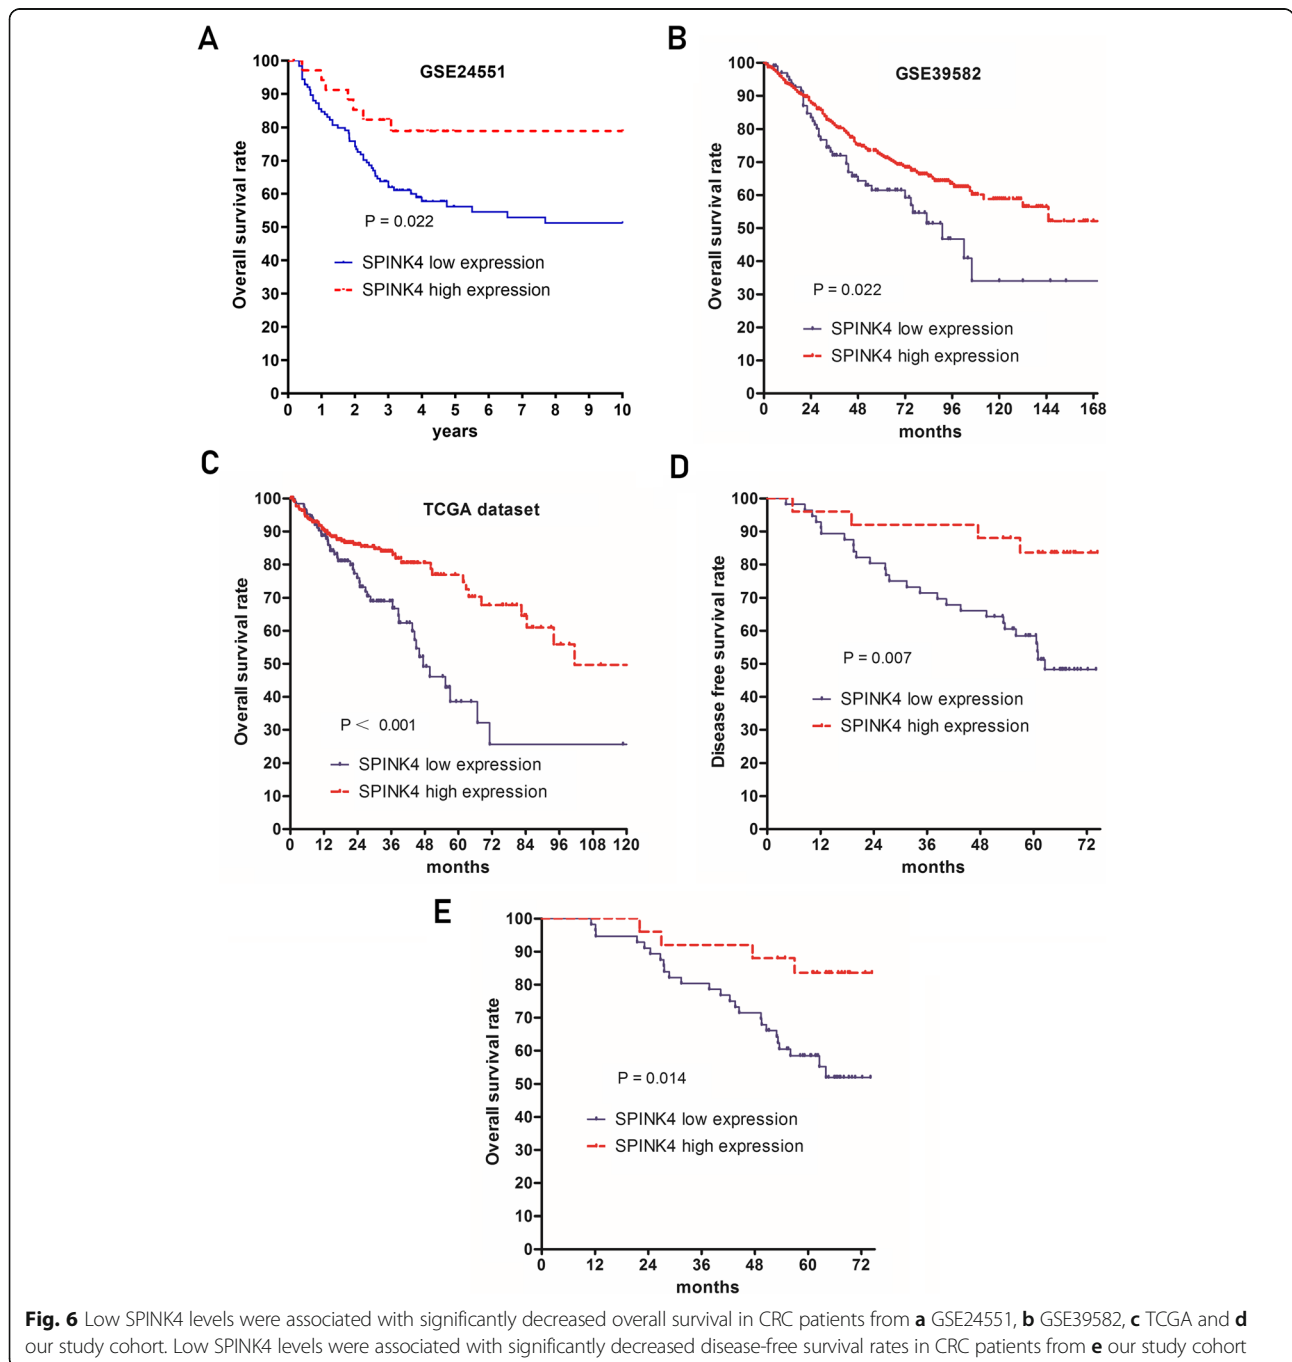 A
GSE24551
Overall survival rate
100
90
80
70
60
50
40
30
20
10
0
P = 0.022
SPINK4 low expression
SPINK4 high expression
0 1 2 3 4 5 6 7 8 9 10
years
B
GSE39582
Overall survival rate
100
90
80
70
60
50
40
30
20
10
0
P = 0.022
SPINK4 low expression
SPINK4 high expression
0 24 48 72 96 120 144 168
months
C
TCGA dataset
Overall survival rate
100
90
80
70
60
50
40
30
20
10
0
P < 0.001
SPINK4 low expression
SPINK4 high expression
0 12 24 36 48 60 72 84 96 108 120
months
D
Disease free survival rate
100
90
80
70
60
50
40
30
20
10
0
P = 0.007
SPINK4 low expression
SPINK4 high expression
0 12 24 36 48 60 72
months
E
Overall survival rate
100
90
80
70
60
50
40
30
20
10
0
P = 0.014
SPINK4 low expression
SPINK4 high expression
0 12 24 36 48 60 72
months
Fig. 6 Low SPINK4 levels were associated with significantly decreased overall survival in CRC patients from a GSE24551, b GSE39582, c TCGA and d
our study cohort. Low SPINK4 levels were associated with significantly decreased disease-free survival rates in CRC patients from e our study cohort